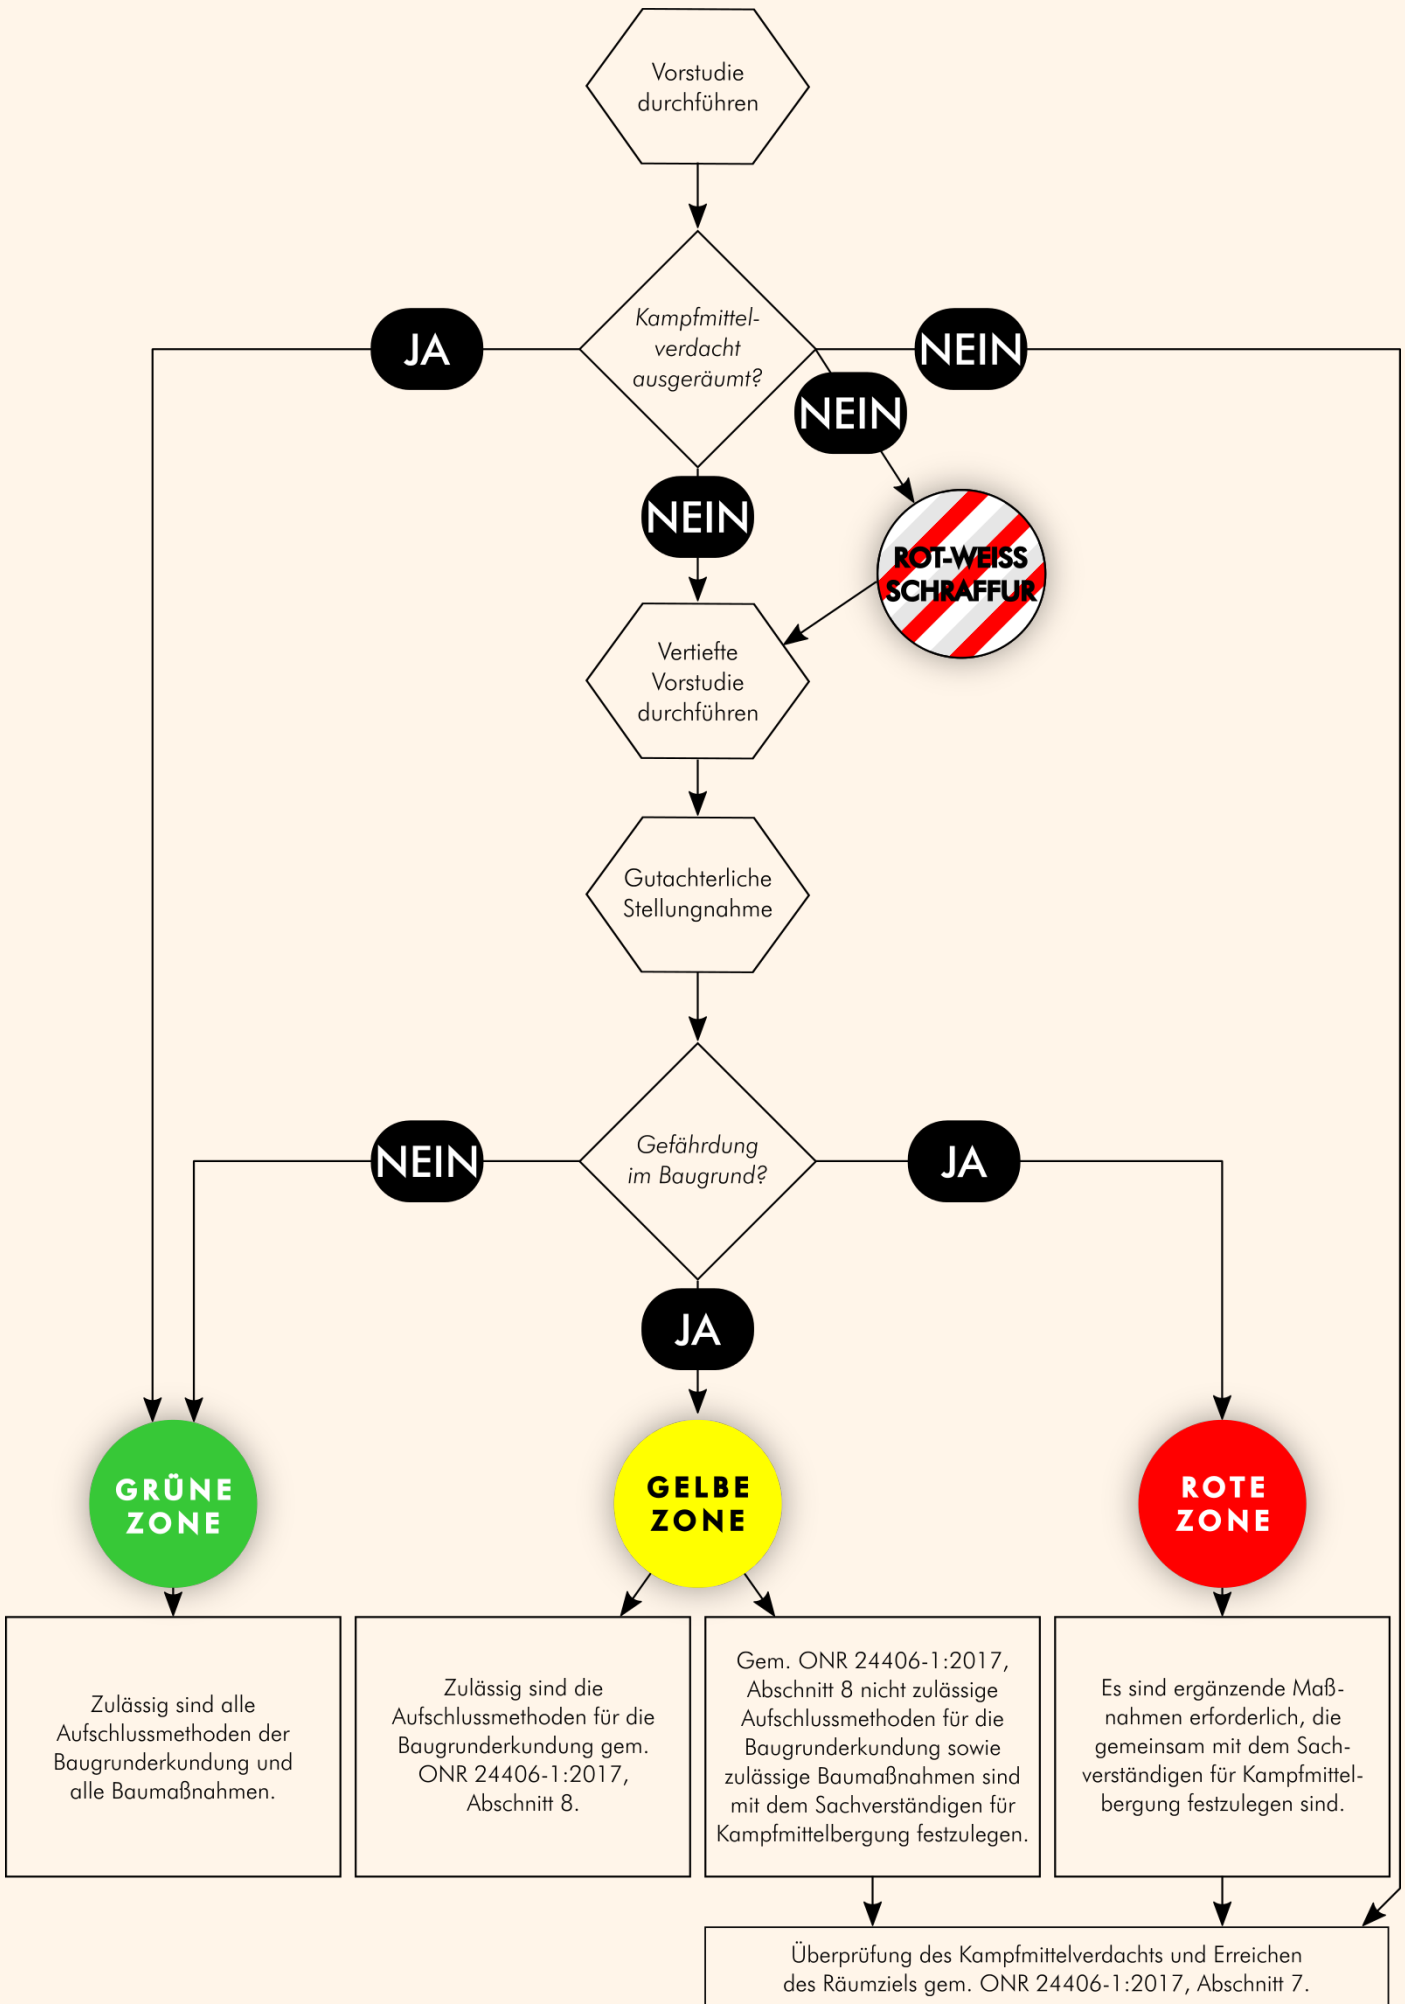 Vorstudie
durchführen
Kampfmittel-
verdacht
ausgeräumt?
JA
NEIN
NEIN
NEIN
ROT-WEISS
SCHRAFFUR
Vertiefte
Vorstudie
durchführen
Gutachterliche
Stellungnahme
Gefährdung
im Baugrund?
NEIN
JA
JA
GRÜNE
ZONE
GELBE
ZONE
ROTE
ZONE
Zulässig sind alle
Aufschlussmethoden der
Baugrunderkundung und
alle Baumaßnahmen.
Zulässig sind die
Aufschlussmethoden für die
Baugrunderkundung gem.
ONR 24406-1:2017,
Abschnitt 8.
Gem. ONR 24406-1:2017,
Abschnitt 8 nicht zulässige
Aufschlussmethoden für die
Baugrunderkundung sowie
zulässige Baumaßnahmen sind
mit dem Sachverständigen für
Kampfmittelbergung festzulegen.
Es sind ergänzende Maß-
nahmen erforderlich, die
gemeinsam mit dem Sach-
verständigen für Kampfmittel-
bergung festzulegen sind.
Überprüfung des Kampfmittelverdachts und Erreichen
des Räumziels gem. ONR 24406-1:2017, Abschnitt 7.